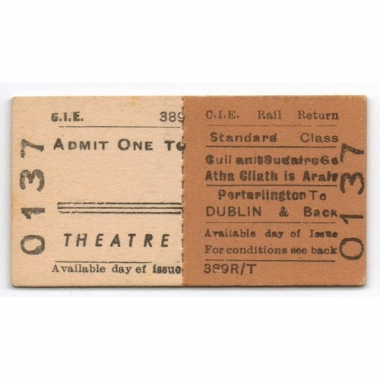 0137
C.I.E. 389
ADMIT ONE TO
THEATRE
Available day of issue
C.I.E. Rail Return
Standard Class
Atha Cliath is Arais
Portarlington To
DUBLIN & Back
Available day of Issue
For conditions see back
389R/T
0137